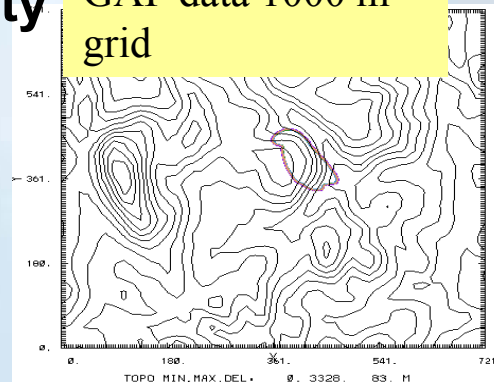 ty
GAP data 1000 m
grid
541.
Y 361.
180.
0.
0. 180. 361. 541. 721
X
TOPO MIN,MAX,DEL. 0. 3328. 83. M